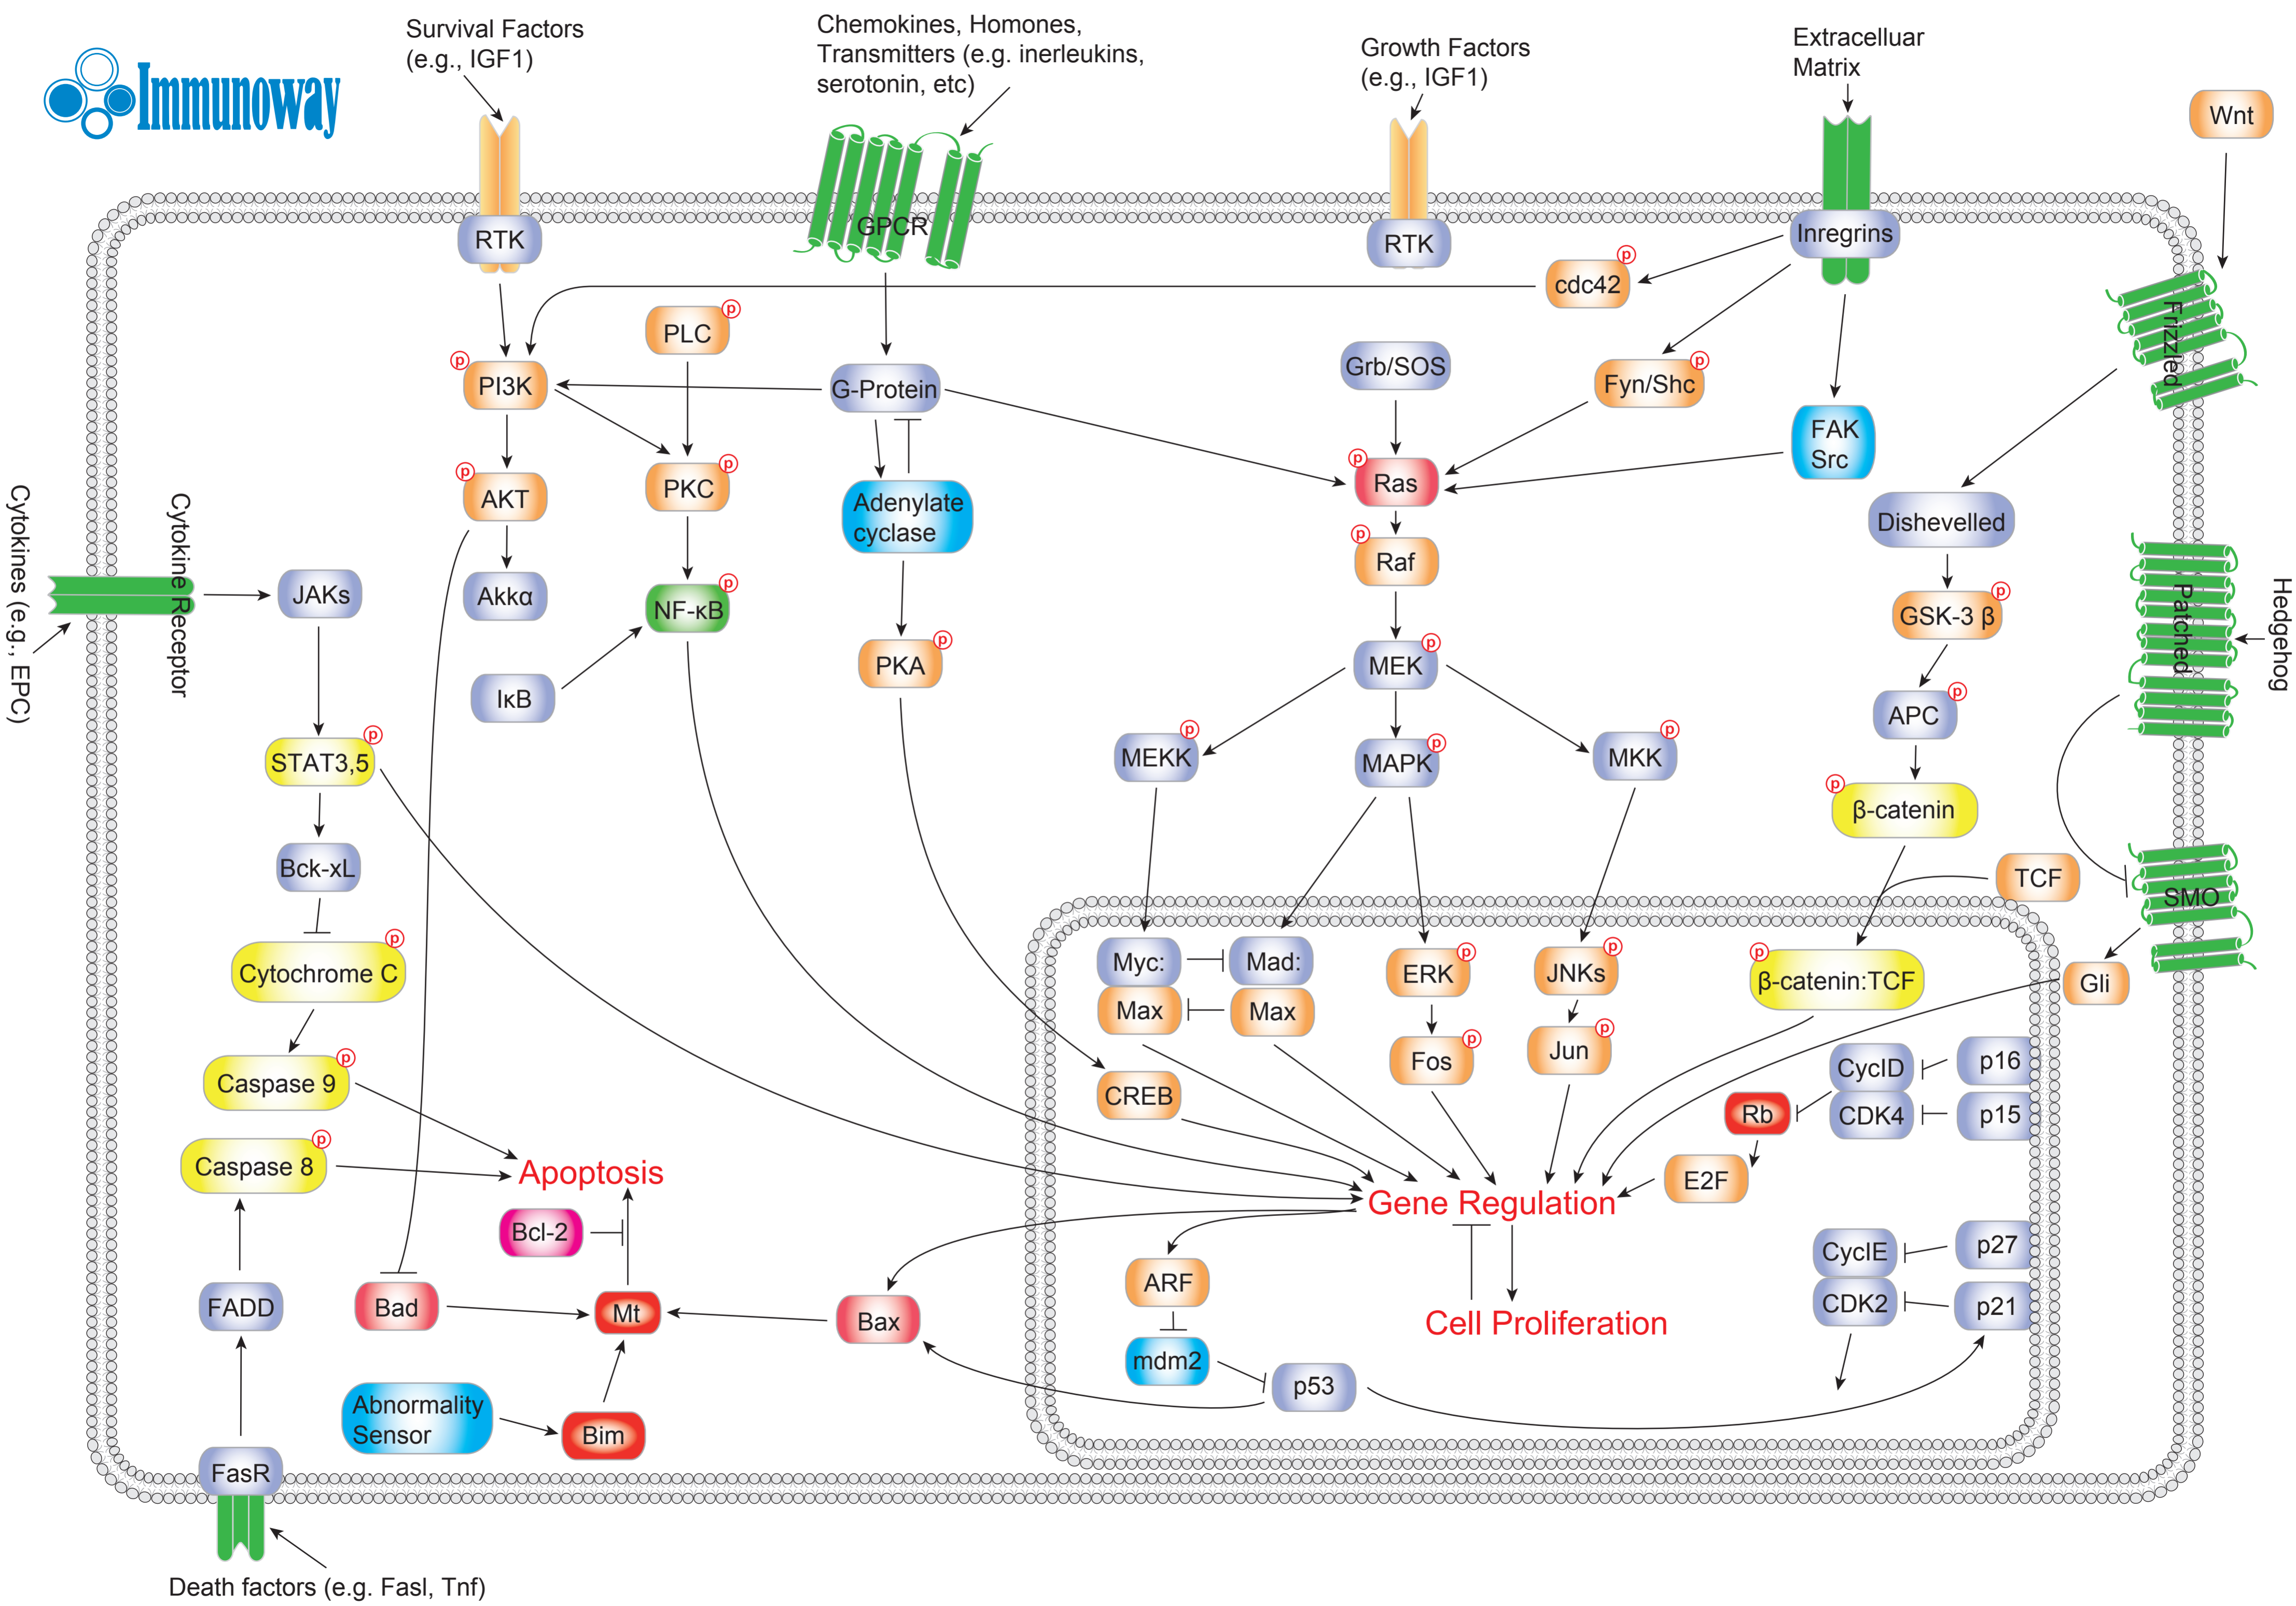 Immunoway
Survival Factors
(e.g., IGF1)
Chemokines, Homones,
Transmitters (e.g. inerleukins,
serotonin, etc)
Growth Factors
(e.g., IGF1)
Extracelluar
Matrix
Wnt
RTK
GPCR
RTK
Inregrins
cdc42
P
Frizzled
PLC
P
PI3K
P
G-Protein
Grb/SOS
Fyn/Shc
P
FAK
Src
AKT
P
PKC
P
Adenylate
cyclase
Ras
P
Dishevelled
Cytokines (e.g., EPC)
Cytokine Receptor
JAKs
Akkα
NF-κB
P
Raf
P
GSK-3 β
P
Patched
Hedgehog
IκB
PKA
P
MEK
P
APC
P
STAT3,5
P
MEKK
P
MAPK
P
MKK
P
β-catenin
P
Bck-xL
TCF
SMO
Cytochrome C
P
Myc:
Mad:
ERK
P
JNKs
P
β-catenin:TCF
P
Gli
Max
Max
Fos
P
Jun
P
CyclD
p16
Caspase 9
P
CREB
Rb
CDK4
p15
Caspase 8
P
Apoptosis
Gene Regulation
E2F
Bcl-2
CyclE
p27
FADD
Bad
Mt
Bax
ARF
Cell Proliferation
CDK2
p21
mdm2
p53
Abnormality
Sensor
Bim
FasR
Death factors (e.g. Fasl, Tnf)